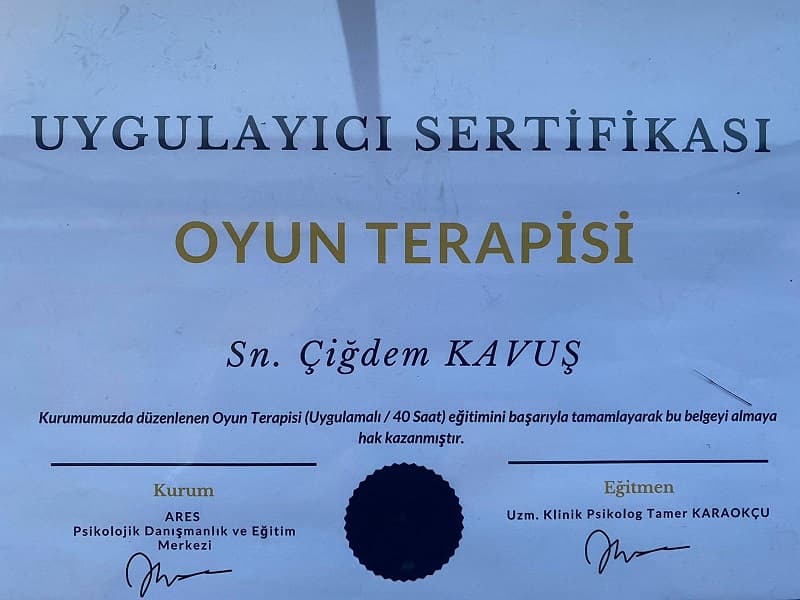 UYGULAYICI SERTİFİKASI
OYUN TERAPİSİ
Sn. Çiğdem KAVUŞ
Kurumumuzda düzenlenen Oyun Terapisi (Uygulamalı / 40 Saat) eğitimini başarıyla tamamlayarak bu belgeyi almaya
hak kazanmıştır.
Kurum
ARES
Psikolojik Danışmanlık ve Eğitim
Merkezi
Eğitmen
Uzm. Klinik Psikolog Tamer KARAOKÇU